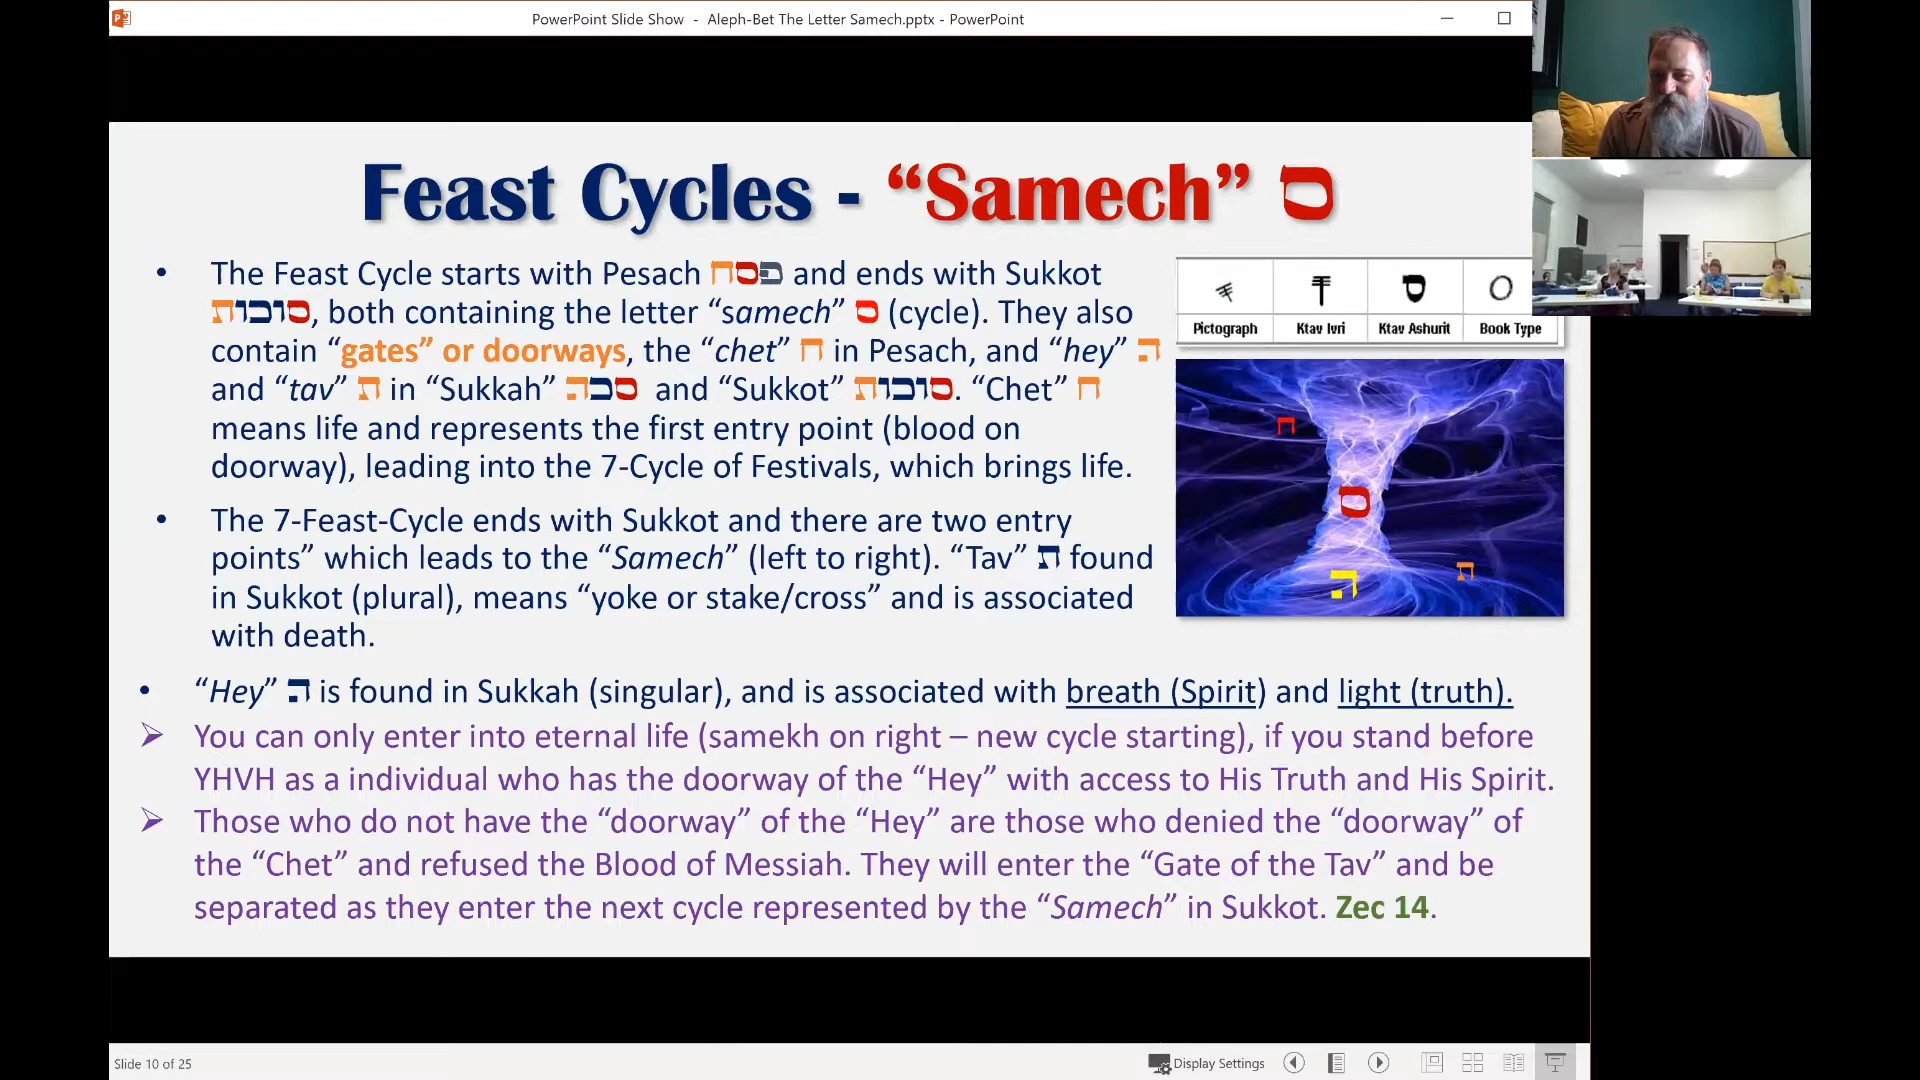 PowerPoint Slide Show - Aleph-Bet The Letter Samech.pptx - PowerPoint
Feast Cycles - “Samech” ס
• The Feast Cycle starts with Pesach פסח and ends with Sukkot
סוכות, both containing the letter “samech” ס (cycle). They also
contain “gates” or doorways, the “chet” ח in Pesach, and “hey” ה
and “tav” ת in “Sukkah” סכה and “Sukkot” סוכות. “Chet” ח
means life and represents the first entry point (blood on
doorway), leading into the 7-Cycle of Festivals, which brings life.
• The 7-Feast-Cycle ends with Sukkot and there are two entry
points” which leads to the “Samech” (left to right). “Tav” ת found
in Sukkot (plural), means “yoke or stake/cross” and is associated
with death.
• “Hey” ה is found in Sukkah (singular), and is associated with breath (Spirit) and light (truth).
➢ You can only enter into eternal life (samekh on right – new cycle starting), if you stand before
YHVH as a individual who has the doorway of the “Hey” with access to His Truth and His Spirit.
➢ Those who do not have the “doorway” of the “Hey” are those who denied the “doorway” of
the “Chet” and refused the Blood of Messiah. They will enter the “Gate of the Tav” and be
separated as they enter the next cycle represented by the “Samech” in Sukkot. Zec 14.
ס
Pictograph Ktav Ivri Ktav Ashurit Book Type
ח
ס
ה
ת
Slide 10 of 25
Display Settings